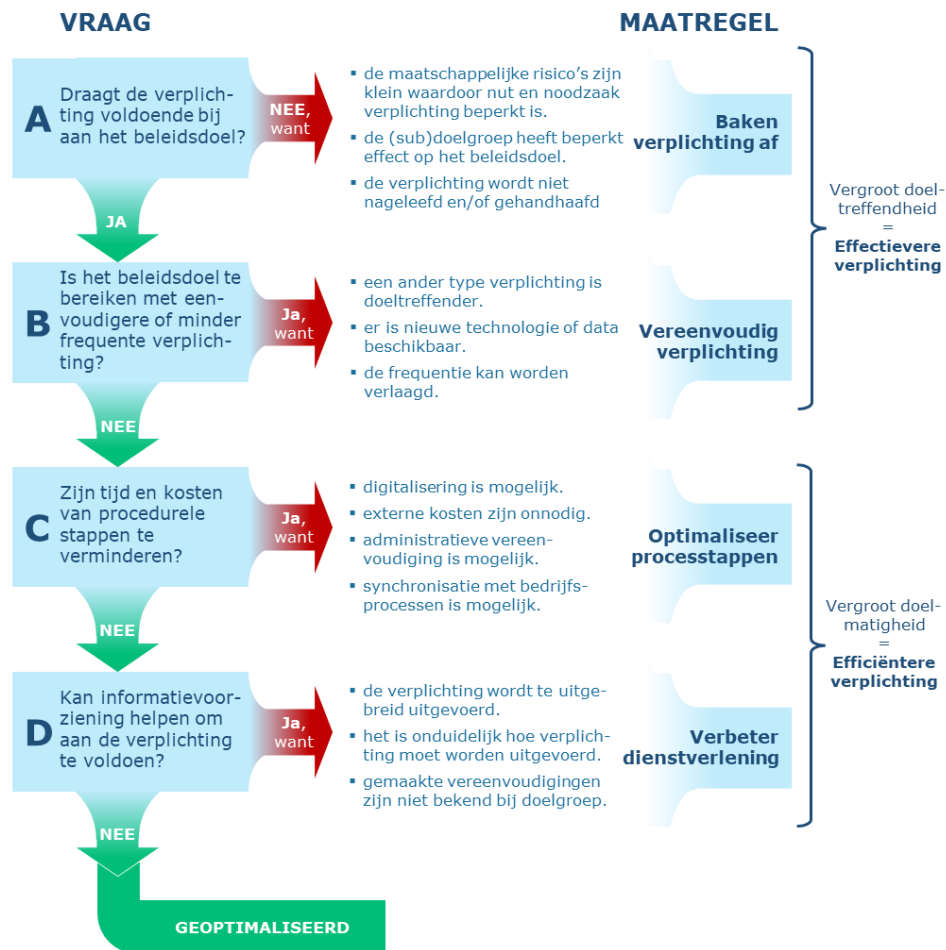 VRAAG
MAATREGEL
A
Draagt de verplich-
ting voldoende bij
aan het beleidsdoel?
NEE,
want
▪ de maatschappelijke risico’s zijn
klein waardoor nut en noodzaak
verplichting beperkt is.
▪ de (sub)doelgroep heeft beperkt
effect op het beleidsdoel.
▪ de verplichting wordt niet
nageleefd en/of gehandhaafd
Baken
verplichting af
JA
B
Is het beleidsdoel te
bereiken met een-
voudigere of minder
frequente verplich-
ting?
Ja,
want
▪ een ander type verplichting is
doeltreffender.
▪ er is nieuwe technologie of data
beschikbaar.
▪ de frequentie kan worden
verlaagd.
Vereenvoudig
verplichting
Vergroot doel-
treffendheid
=
Effectievere
verplichting
NEE
C
Zijn tijd en kosten
van procedurele
stappen te
verminderen?
Ja,
want
▪ digitalisering is mogelijk.
▪ externe kosten zijn onnodig.
▪ administratieve vereen-
voudiging is mogelijk.
▪ synchronisatie met bedrijfs-
processen is mogelijk.
Optimaliseer
processtappen
NEE
D
Kan informatievoor-
ziening helpen om
aan de verplichting
te voldoen?
Ja,
want
▪ de verplichting wordt te uitge-
breid uitgevoerd.
▪ het is onduidelijk hoe verplich-
ting moet worden uitgevoerd.
▪ gemaakte vereenvoudigingen
zijn niet bekend bij doelgroep.
Verbeter
dienstverlening
Vergroot doel-
matigheid
=
Efficiëntere
verplichting
NEE
GEOPTIMALISEERD